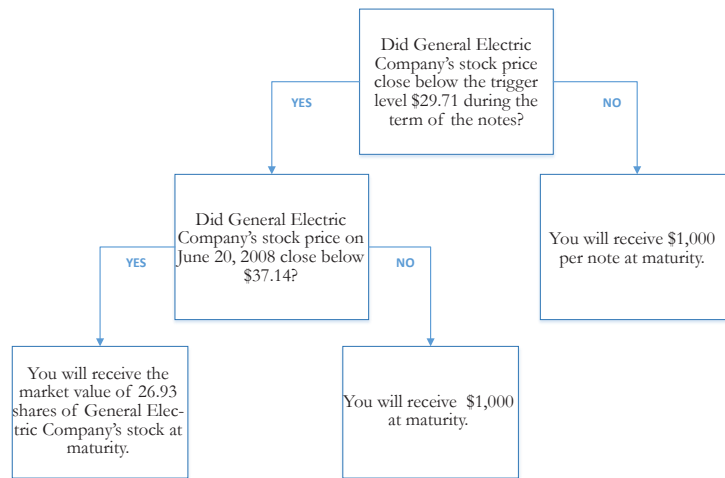 Did General Electric
Company's stock price
close below the trigger
level $29.71 during the
term of the notes?
YES
NO
Did General Electric
Company's stock price on
June 20, 2008 close below
$37.14?
You will receive $1,000
per note at maturity.
YES
NO
You will receive the
market value of 26.93
shares of General Elec-
tric Company's stock at
maturity.
You will receive $1,000
at maturity.